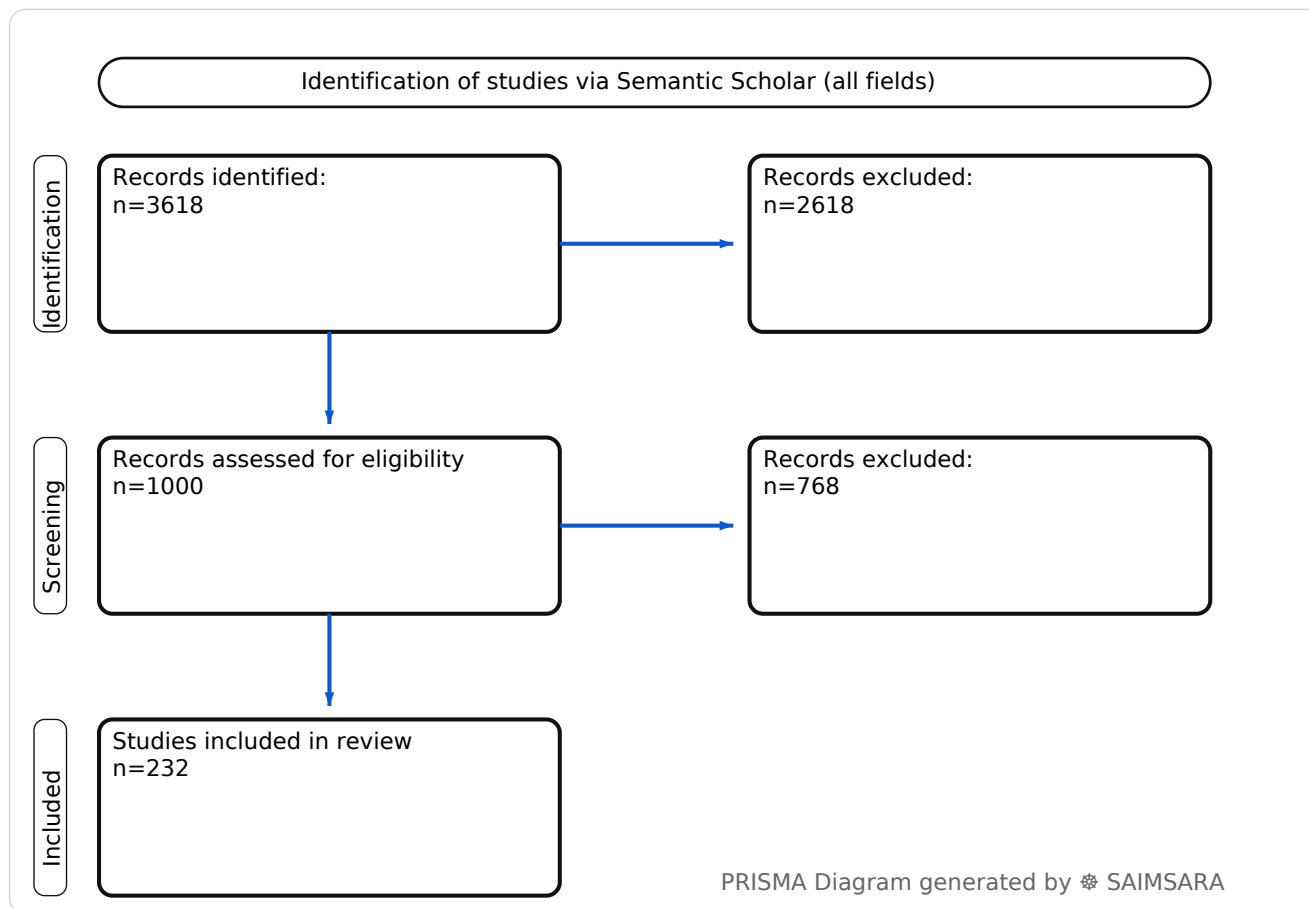 Identification of studies via Semantic Scholar (all fields)
Identification
Records identified:
n=3618
Records excluded:
n=2618
Screening
Records assessed for eligibility
n=1000
Records excluded:
n=768
Included
Studies included in review
n=232
PRISMA Diagram generated by ☸ SAIMSARA